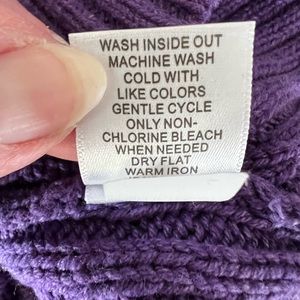 WASH INSIDE OUT
MACHINE WASH
COLD WITH
LIKE COLORS
GENTLE CYCLE
ONLY NON-
CHLORINE BLEACH
WHEN NEEDED
DRY FLAT
WARM IRON